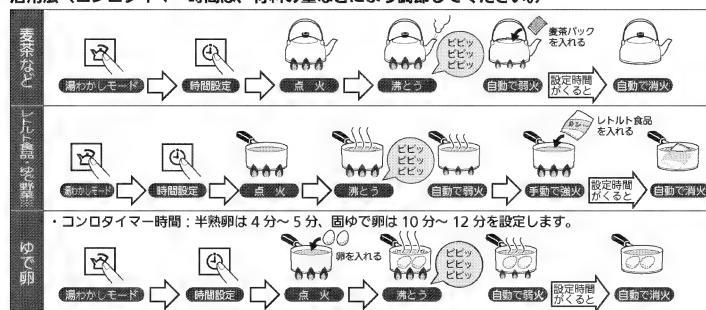 活用法（コンロタイマー時間は、材料の量などにより調節してください。）
麦茶など
湯わかしモード
時間設定
点火
沸とう
ピピッ
ピピッ
ピピッ
麦茶パック
を入れる
自動で弱火
設定時間
がくると
自動で消火
レトルト食品・ゆで野菜
湯わかしモード
時間設定
点火
沸とう
ピピッ
ピピッ
ピピッ
自動で弱火
レトルト食品
を入れる
手動で強火
設定時間
がくると
自動で消火
ゆで卵
・コンロタイマー時間：半熟卵は4分～5分、固ゆで卵は10分～12分を設定します。
湯わかしモード
時間設定
卵を入れる
点火
沸とう
ピピッ
ピピッ
ピピッ
自動で弱火
設定時間
がくると
自動で消火